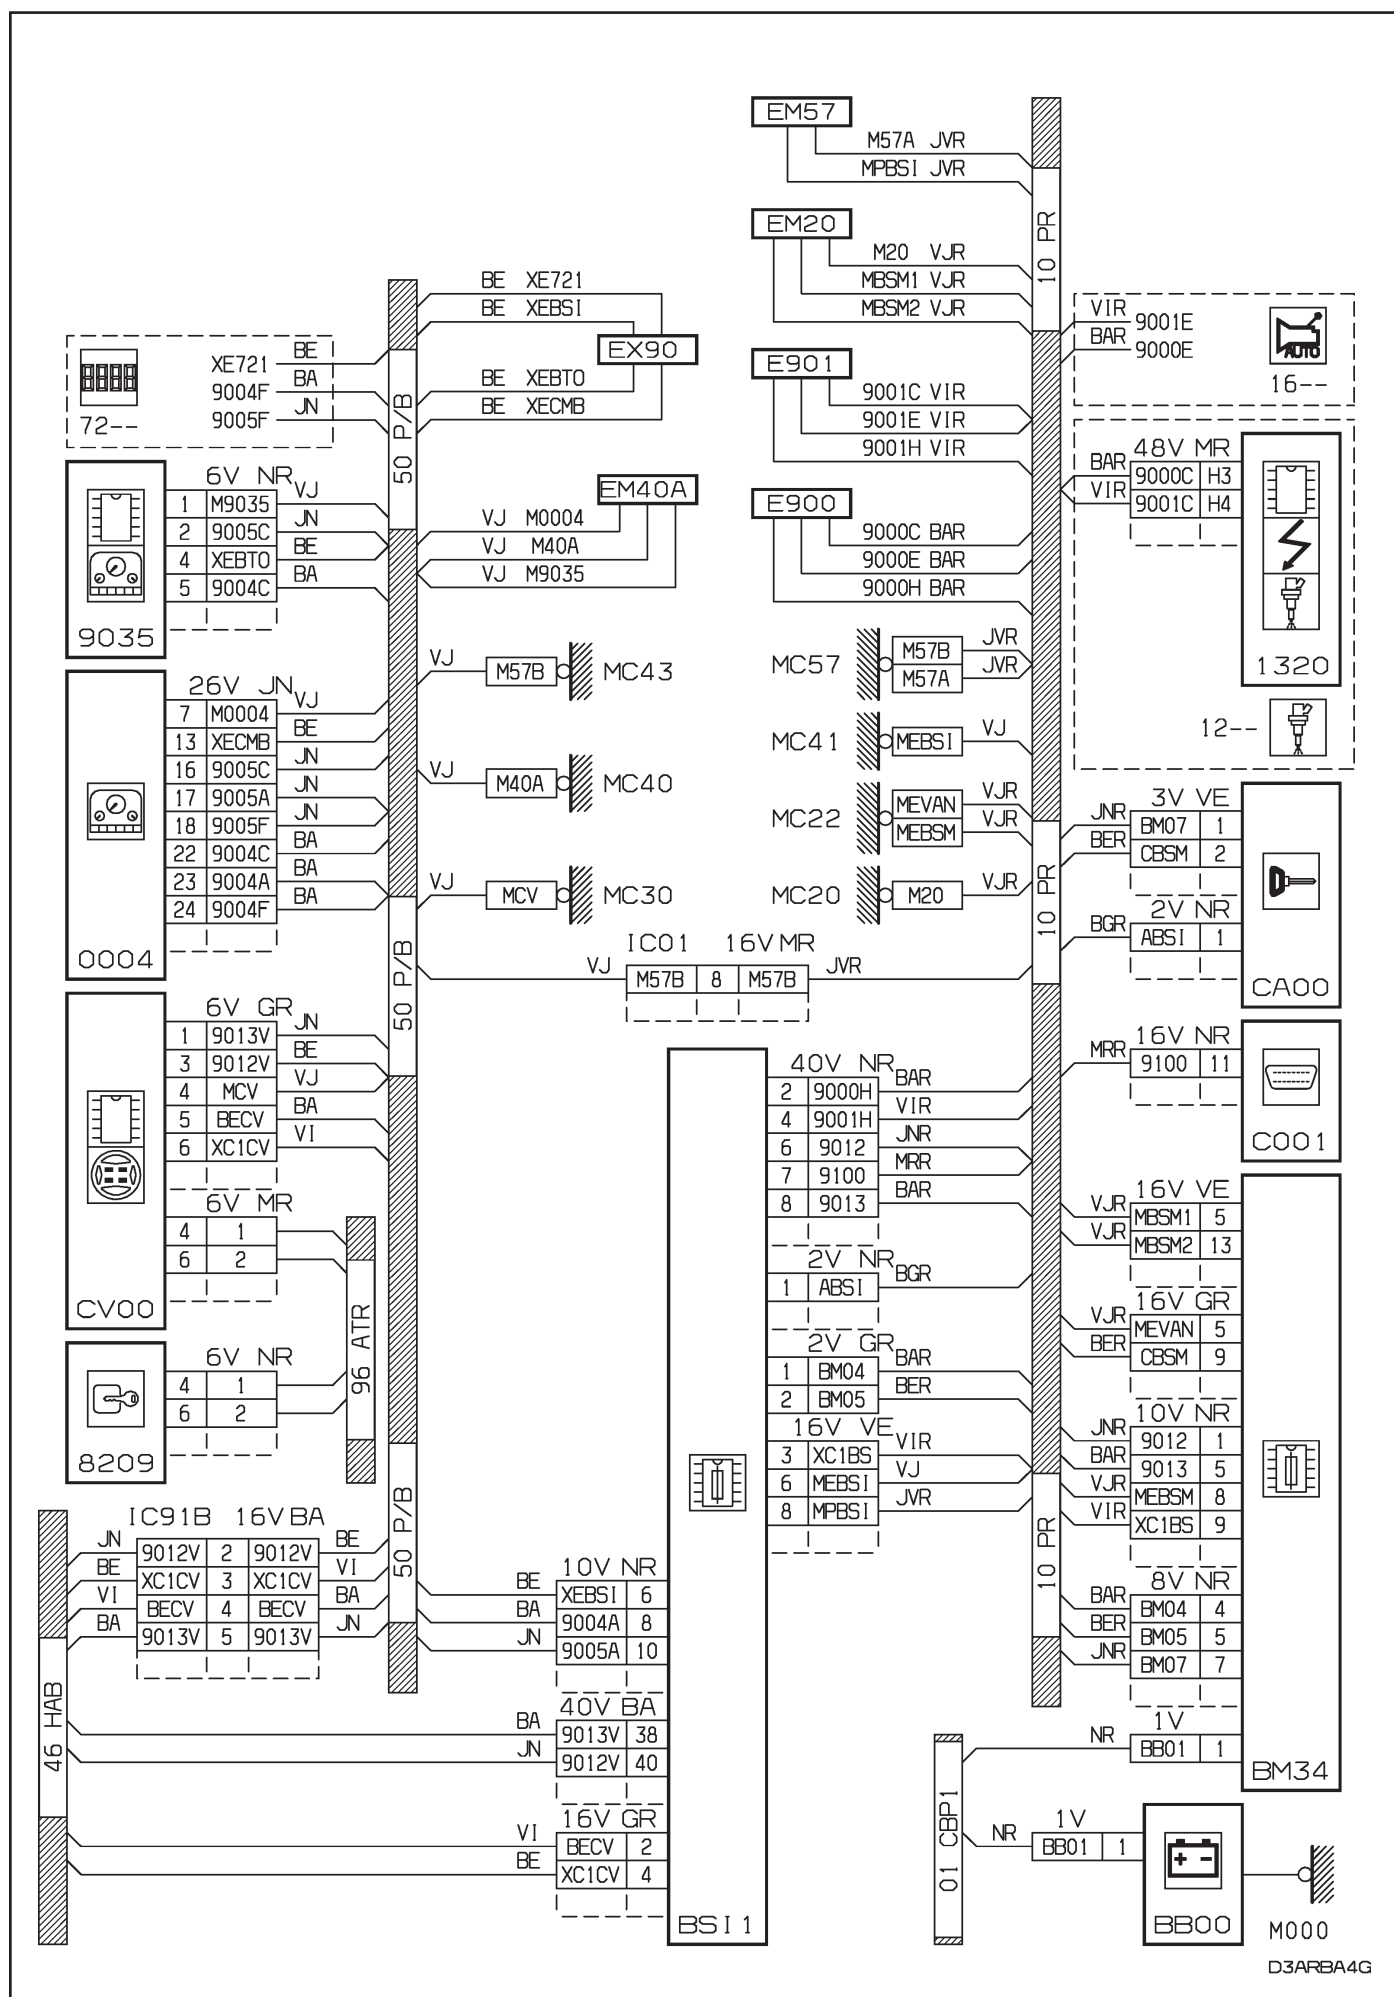 EM57
M57A JVR
MPBSI JVR
10 PR
EM20
M20 VJR
MBSM1 VJR
MBSM2 VJR
BE XE721
BE XEBSI
EX90
BE XEBTO
BE XECMB
E901
9001C VIR
9001E VIR
9001H VIR
VIR 9001E
BAR 9000E
AUTO
16--
XE721 BE
9004F BA
9005F JN
72--
50 P/B
6V NR
1 M9035 VJ
2 9005C JN
4 XEBTO BE
5 9004C BA
9035
EM40A
VJ M0004
VJ M40A
VJ M9035
E900
9000C BAR
9000E BAR
9000H BAR
48V MR
BAR 9000C H3
VIR 9001C H4
1320
12--
VJ M57B MC43
MC57 M57B JVR
M57A JVR
26V JN
7 M0004 VJ
13 XECMB BE
16 9005C JN
17 9005A JN
18 9005F JN
22 9004C BA
23 9004A BA
24 9004F BA
0004
MC41 MEBSI VJ
VJ M40A MC40
MC22 MEVAN VJR
MEBSM VJR
VJ MCV MC30
MC20 M20 VJR
3V VE
JNR BM07 1
BER CBSM 2
2V NR
BGR ABSI 1
CA00
10 PR
50 P/B
IC01 16V MR
VJ M57B 8 M57B JVR
6V GR
1 9013V JN
3 9012V BE
4 MCV VJ
5 BECV BA
6 XC1CV VI
6V MR
4 1
6 2
CV00
96 ATR
6V NR
4 1
6 2
8209
40V NR
2 9000H BAR
4 9001H VIR
6 9012 JNR
7 9100 MRR
8 9013 BAR
2V NR
1 ABSI BGR
2V GR
1 BM04 BAR
2 BM05 BER
16V VE
3 XC1BS VIR
6 MEBSI VJ
8 MPBSI JVR
16V NR
MRR 9100 11
C001
16V VE
VJR MBSM1 5
VJR MBSM2 13
16V GR
VJR MEVAN 5
BER CBSM 9
10V NR
JNR 9012 1
BAR 9013 5
VJR MEBSM 8
VIR XC1BS 9
8V NR
BAR BM04 4
BER BM05 5
JNR BM07 7
1V
NR BB01 1
BM34
10 PR
50 P/B
IC91B 16V BA
JN 9012V 2 9012V BE
BE XC1CV 3 XC1CV VI
VI BECV 4 BECV BA
BA 9013V 5 9013V JN
46 HAB
10V NR
BE XEBSI 6
BA 9004A 8
JN 9005A 10
40V BA
BA 9013V 38
JN 9012V 40
16V GR
VI BECV 2
BE XC1CV 4
BSI1
01 CBP1
1V
NR BB01 1
+ -
BB00
M000
D3ARBA4G